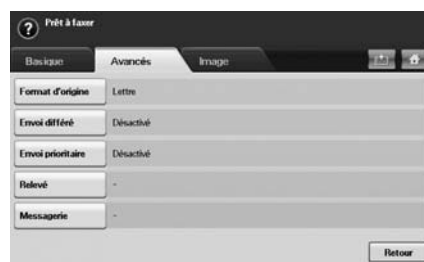 Prêt à faxer
Basique Avancés Image
Format d'origine Lettre
Envoi différé Désactivé
Envoi prioritaire Désactivé
Relevé -
Messagerie -
Retour